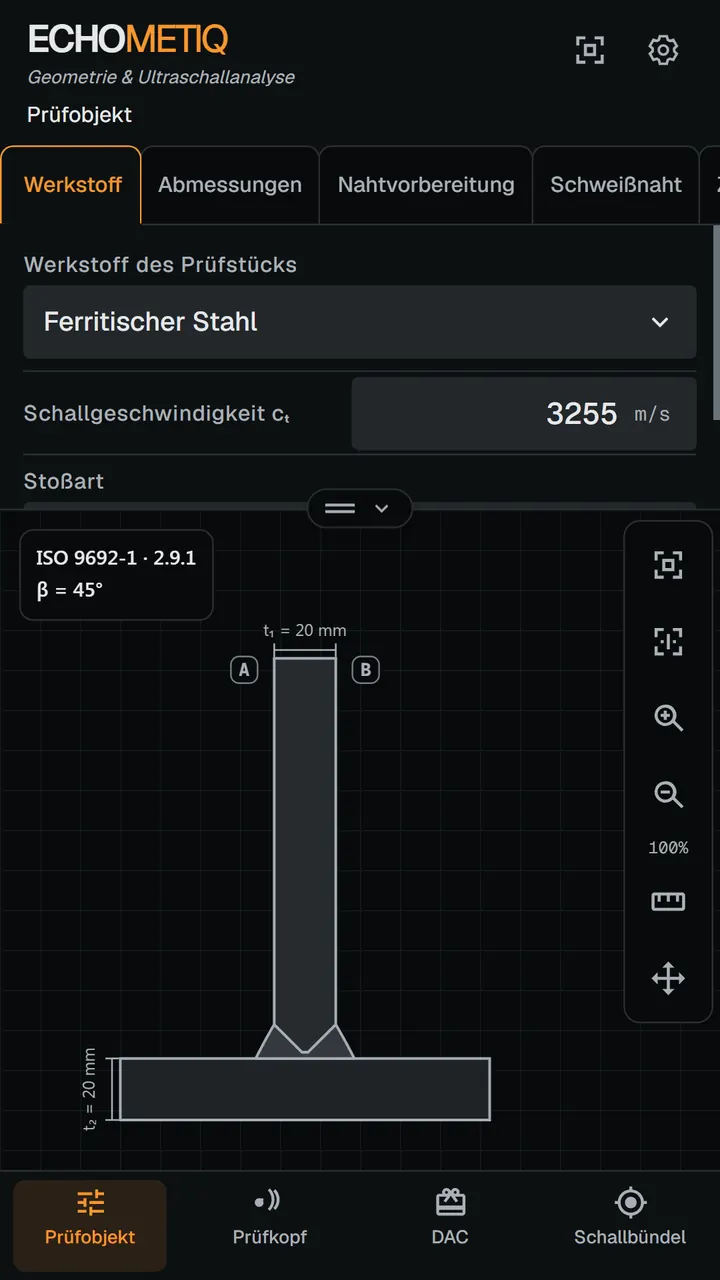 ECHOMETIQ
Geometrie & Ultraschallanalyse
Prüfobjekt
Werkstoff
Abmessungen
Nahtvorbereitung
Schweißnaht
Werkstoff des Prüfstücks
Ferritischer Stahl
Schallgeschwindigkeit cₜ
3255 m/s
Stoßart
ISO 9692-1 · 2.9.1
β = 45°
t₁ = 20 mm
A
B
100%
t₂ = 20 mm
Prüfobjekt
Prüfkopf
DAC
Schallbündel